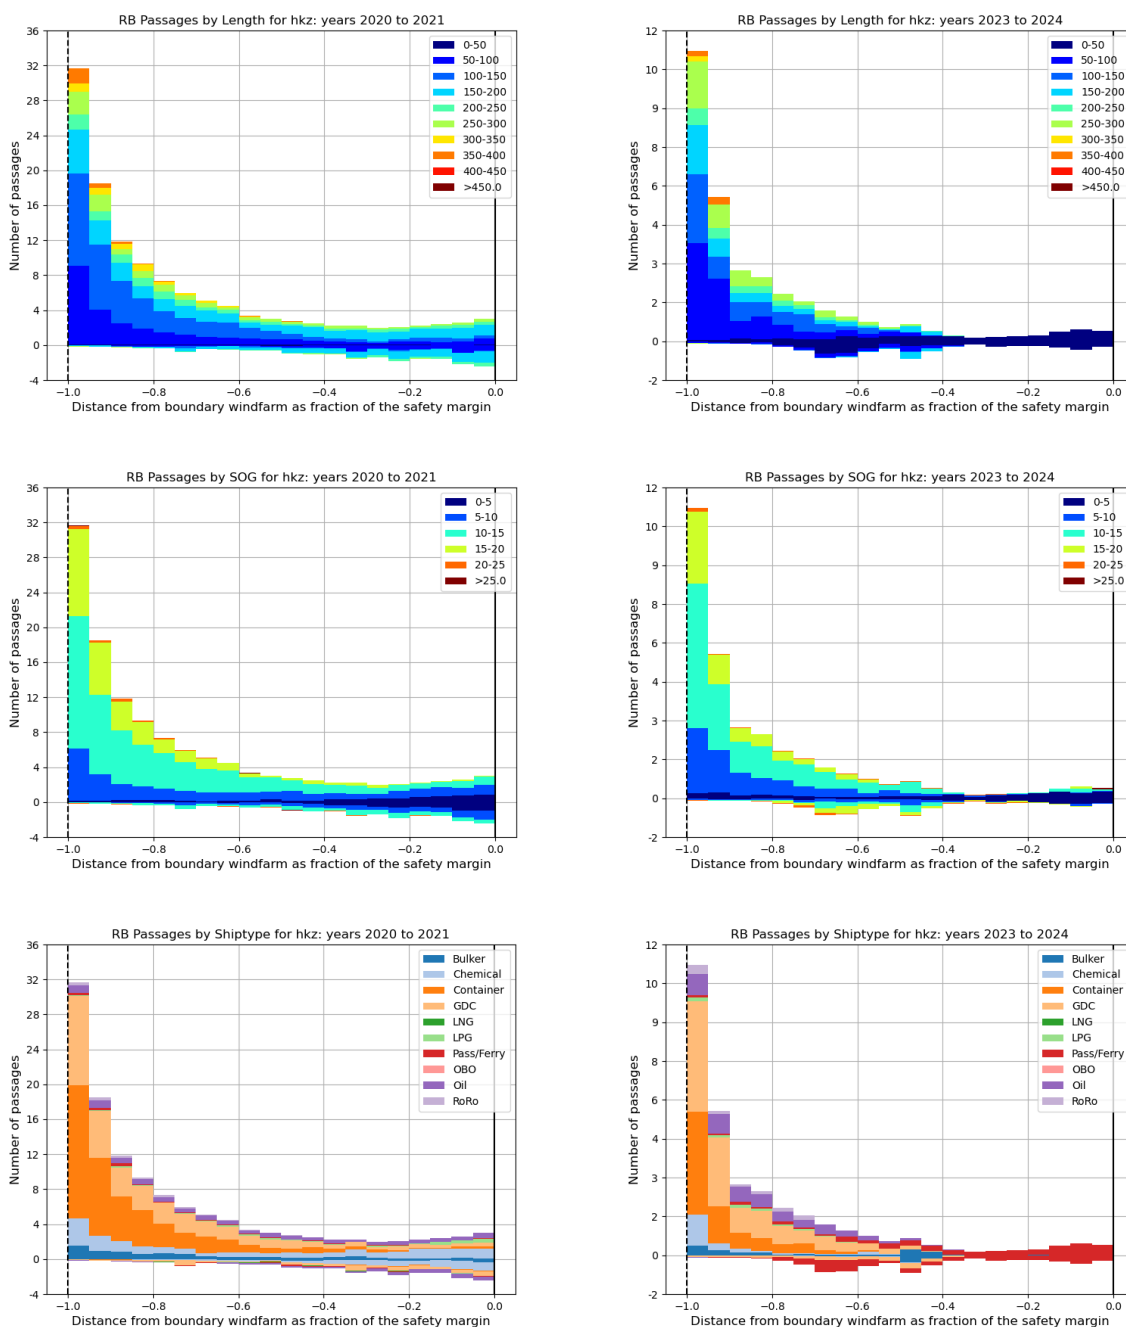 RB Passages by Length for hkz: years 2020 to 2021
Number of passages
36
32
28
24
20
16
12
8
4
0
-4
0-50
50-100
100-150
150-200
200-250
250-300
300-350
350-400
400-450
>450.0
−1.0 −0.8 −0.6 −0.4 −0.2 0.0
Distance from boundary windfarm as fraction of the safety margin
RB Passages by Length for hkz: years 2023 to 2024
Number of passages
12
10
9
8
6
4
3
2
0
-2
0-50
50-100
100-150
150-200
200-250
250-300
300-350
350-400
400-450
>450.0
−1.0 −0.8 −0.6 −0.4 −0.2 0.0
Distance from boundary windfarm as fraction of the safety margin
RB Passages by SOG for hkz: years 2020 to 2021
Number of passages
36
32
28
24
20
16
12
8
4
0
-4
0-5
5-10
10-15
15-20
20-25
>25.0
−1.0 −0.8 −0.6 −0.4 −0.2 0.0
Distance from boundary windfarm as fraction of the safety margin
RB Passages by SOG for hkz: years 2023 to 2024
Number of passages
12
10
9
8
6
4
3
2
0
-2
0-5
5-10
10-15
15-20
20-25
>25.0
−1.0 −0.8 −0.6 −0.4 −0.2 0.0
Distance from boundary windfarm as fraction of the safety margin
RB Passages by Shiptype for hkz: years 2020 to 2021
Number of passages
36
32
28
24
20
16
12
8
4
0
-4
Bulker
Chemical
Container
GDC
LNG
LPG
Pass/Ferry
OBO
Oil
RoRo
−1.0 −0.8 −0.6 −0.4 −0.2 0.0
Distance from boundary windfarm as fraction of the safety margin
RB Passages by Shiptype for hkz: years 2023 to 2024
Number of passages
12
10
9
8
6
4
3
2
0
-2
Bulker
Chemical
Container
GDC
LNG
LPG
Pass/Ferry
OBO
Oil
RoRo
−1.0 −0.8 −0.6 −0.4 −0.2 0.0
Distance from boundary windfarm as fraction of the safety margin